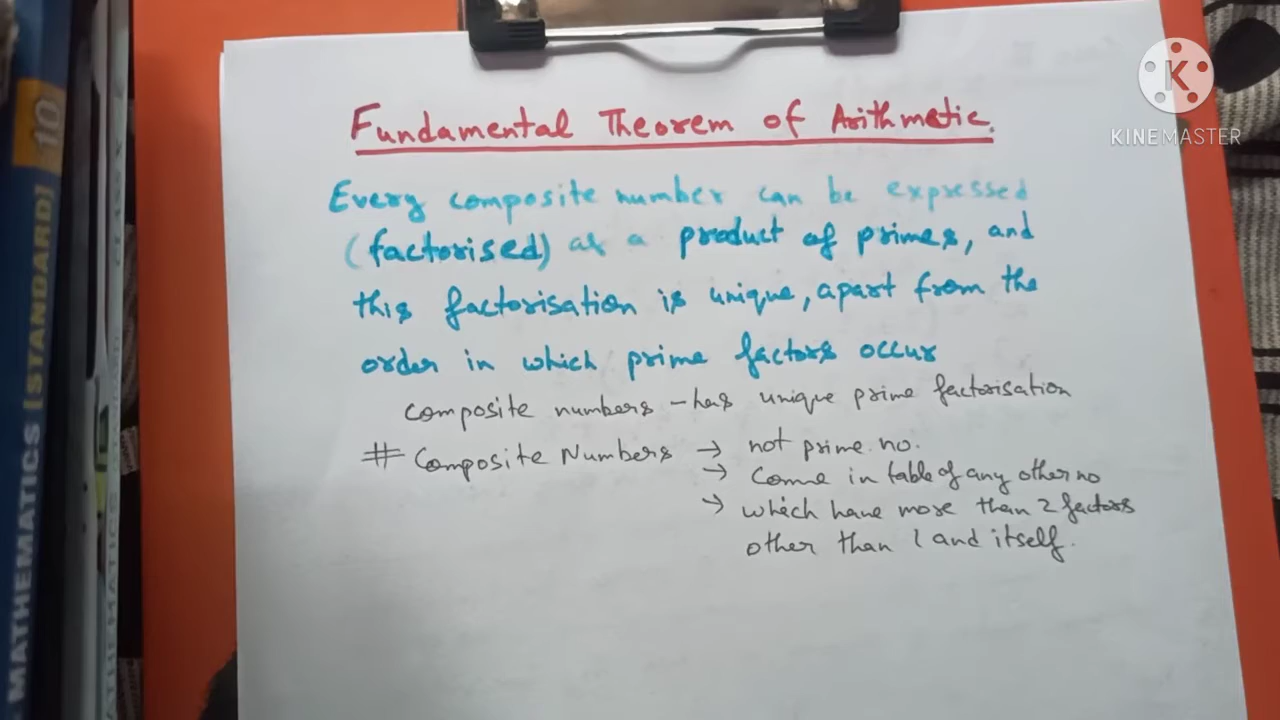 Fundamental Theorem of Arithmetic.
Every composite number can be expressed
(factorised) as a product of primes, and
this factorisation is unique, apart from the
order in which prime factors occur
composite numbers - has unique prime factorisation
# Composite Numbers → not prime no.
→ Come in table of any other no
→ which have more than 2 factors
other than 1 and itself.
K
KINEMASTER
10
MATHEMATICS [STANDARD]